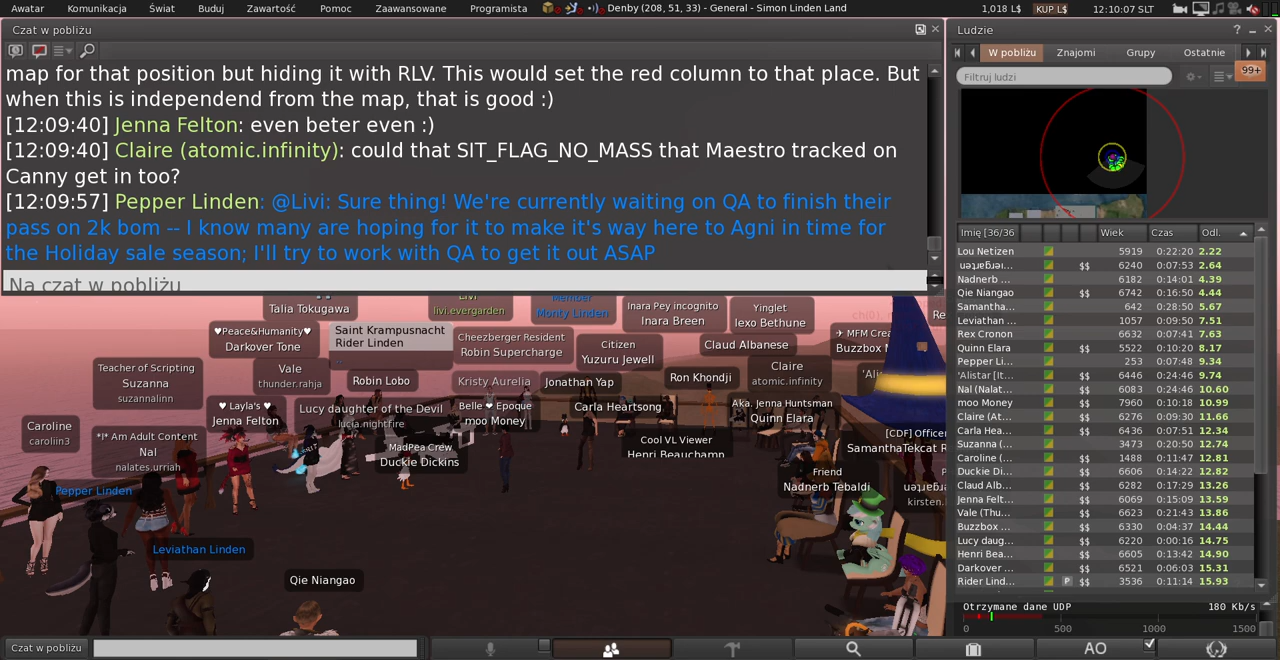 Awatar Komunikacja Świat Buduj Zawartość Pomoc Zaawansowane Programista Denby (208, 51, 33) - General - Simon Linden Land 1,018 L$ KUP L$ 12:10:07 SLT
Czat w pobliżu
map for that position but hiding it with RLV. This would set the red column to that place. But
when this is independend from the map, that is good :)
[12:09:40] Jenna Felton: even beter even :)
[12:09:40] Claire (atomic.infinity): could that SIT_FLAG_NO_MASS that Maestro tracked on
Canny get in too?
[12:09:57] Pepper Linden: @Livi: Sure thing! We're currently waiting on QA to finish their
pass on 2k bom -- I know many are hoping for it to make it's way here to Agni in time for
the Holiday sale season; I'll try to work with QA to get it out ASAP
Na czat w pobliżu
Talia Tokugawa
Livi
livi.evergarden
Member
Monty Linden
Inara Pey incognito
Inara Breen
Yinglet
Iexo Bethune
Re
♥Peace&Humanity♥
Darkover Tone
Saint Krampusnacht
Rider Linden
Cheezberger Resident
Robin Supercharge
Citizen
Yuzuru Jewell
Claud Albanese
✈ MFM Crea
Buzzbox M
Teacher of Scripting
Suzanna
suzannalinn
Vale
thunder.rahja
Robin Lobo
Kristy Aurelia
Jonathan Yap
Ron Khondji
Claire
atomic.infinity
'Alis
♥ Layla's ♥
Jenna Felton
Lucy daughter of the Devil
lucia.nightfire
Belle ❤ Epoque
moo Money
Carla Heartsong
Aka. Jenna Huntsman
Quinn Elara
Caroline
caroliin3
*I* Am Adult Content
Nal
nalates.urriah
MadPea Crew
Duckie Dickins
Cool VL Viewer
Henri Beauchamp
[CDF] Officer
SamanthaTekcat R
Friend
Nadnerb Tebaldi
kirsten.
Pepper Linden
Leviathan Linden
Qie Niangao
Czat w pobliżu
Ludzie
W pobliżu Znajomi Grupy Ostatnie
Filtruj ludzi
99+
Imię [36/36 Wiek Czas Odl.
Lou Netizen 5919 0:22:20 2.22
$$ 6240 0:07:53 2.64
Nadnerb ... 6182 0:14:01 4.39
Qie Niangao $$ 6742 0:16:50 4.44
Samantha... 642 0:28:50 5.67
Leviathan ... 1057 0:09:50 7.51
Rex Cronon 6632 0:07:41 7.63
Quinn Elara $$ 5522 0:10:20 8.17
Pepper Li... 253 0:07:48 9.34
'Alistar [It... $$ 6446 0:24:46 9.74
Nal (Nalat... $$ 6083 0:24:46 10.60
moo Money $$ 7960 0:10:18 10.99
Claire (At... $$ 6276 0:09:30 11.66
Carla Hea... $$ 6436 0:07:51 12.34
Suzanna (... 3473 0:20:50 12.74
Caroline (... $$ 1488 0:11:47 12.81
Duckie Di... $$ 6606 0:14:22 12.82
Claud Alb... $$ 6282 0:17:29 13.26
Jenna Felt... $$ 6069 0:15:09 13.59
Vale (Thu... $$ 6623 0:21:43 13.86
Buzzbox ... $$ 6330 0:04:37 14.44
Lucy daug... $$ 6220 0:00:16 14.75
Henri Bea... $$ 6605 0:13:42 14.90
Darkover ... $$ 6521 0:06:03 15.31
Rider Lind... P $$ 3536 0:11:14 15.93
Otrzymane dane UDP 180 Kb/s
0 500 1000 1500
AO